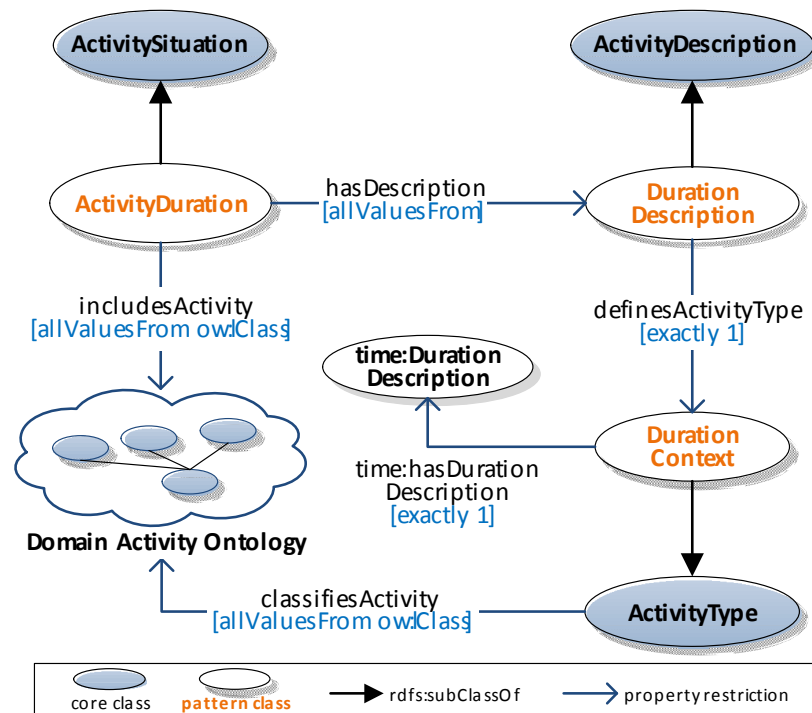 ActivitySituation
ActivityDescription
ActivityDuration
hasDescription
[allValuesFrom]
Duration
Description
includesActivity
[allValuesFrom owl:Class]
definesActivityType
[exactly 1]
time:Duration
Description
Duration
Context
time:hasDuration
Description
[exactly 1]
Domain Activity Ontology
classifiesActivity
[allValuesFrom owl:Class]
ActivityType
core class
pattern class
rdfs:subClassOf
property restriction